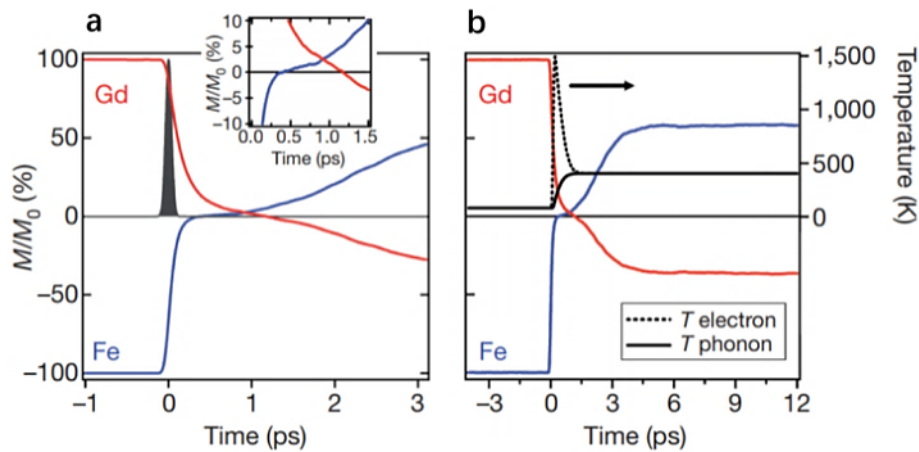 a
100
50
0
−50
−100
M/M0 (%)
Gd
Fe
−1
0
1
2
3
Time (ps)
10
5
0
−5
−10
M/M0 (%)
0.0
0.5
1.0
1.5
Time (ps)
b
Gd
Fe
1,500
1,000
500
0
Temperature (K)
T electron
T phonon
−3
0
3
6
9
12
Time (ps)